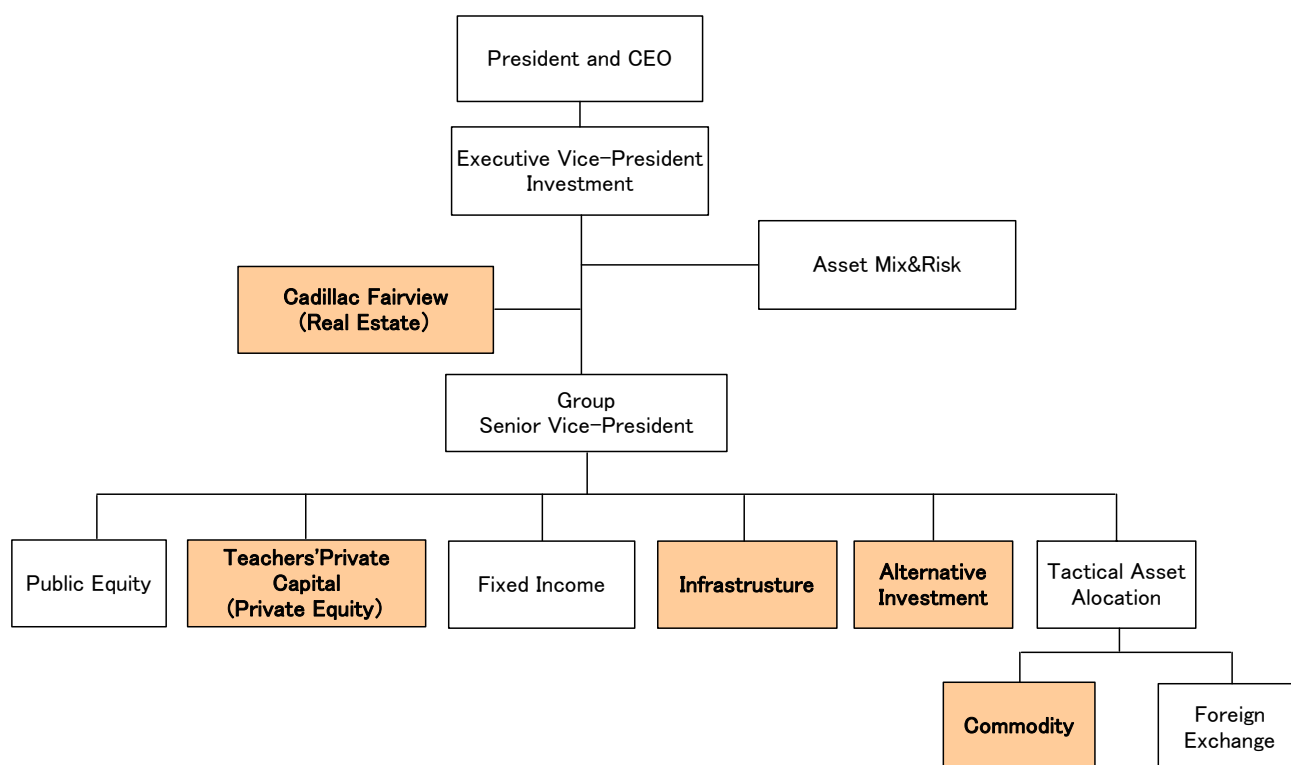 President and CEO
Executive Vice-President
Investment
Asset Mix&Risk
Cadillac Fairview
(Real Estate)
Group
Senior Vice-President
Public Equity
Teachers'Private
Capital
(Private Equity)
Fixed Income
Infrastrusture
Alternative
Investment
Tactical Asset
Alocation
Commodity
Foreign
Exchange